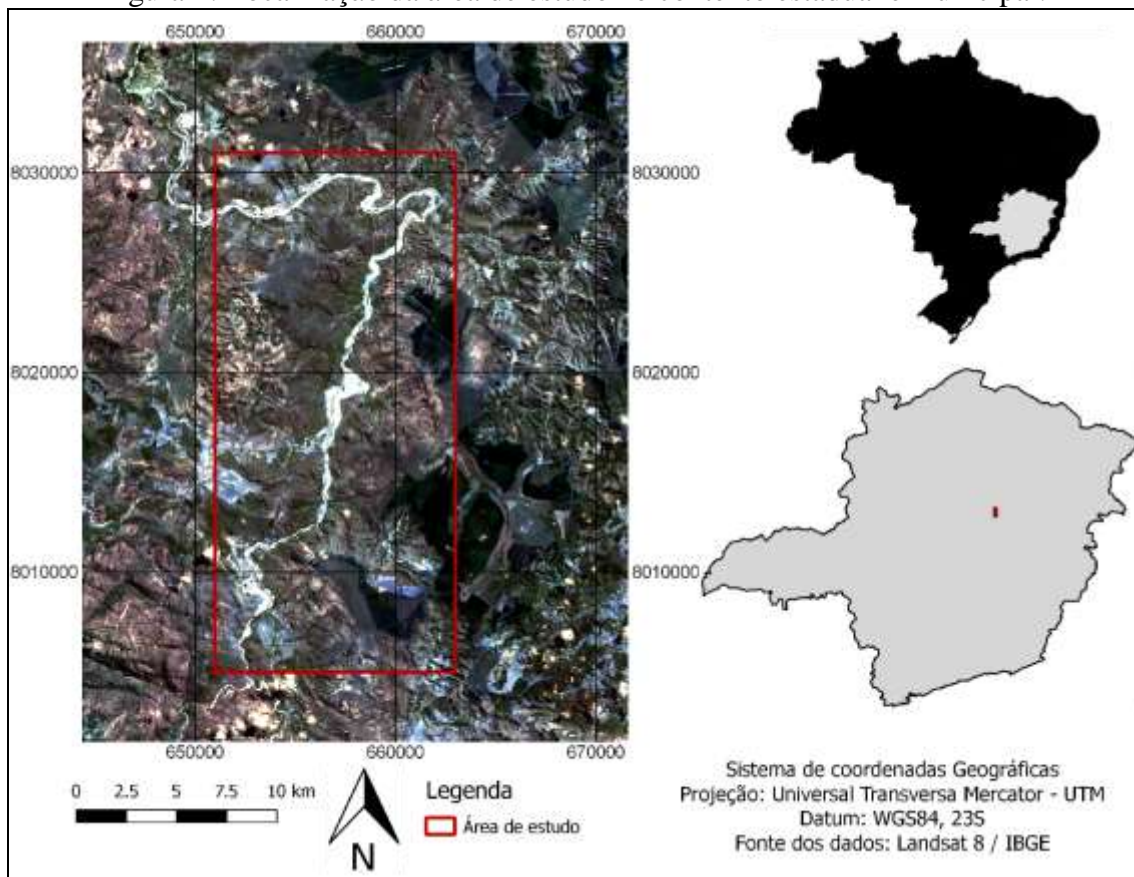 650000 660000 670000
8030000 8030000
8020000 8020000
8010000 8010000
650000 660000 670000
0 2.5 5 7.5 10 km
N
Legenda
Área de estudo
Sistema de coordenadas Geográficas
Projeção: Universal Transversa Mercator - UTM
Datum: WGS84, 23S
Fonte dos dados: Landsat 8 / IBGE